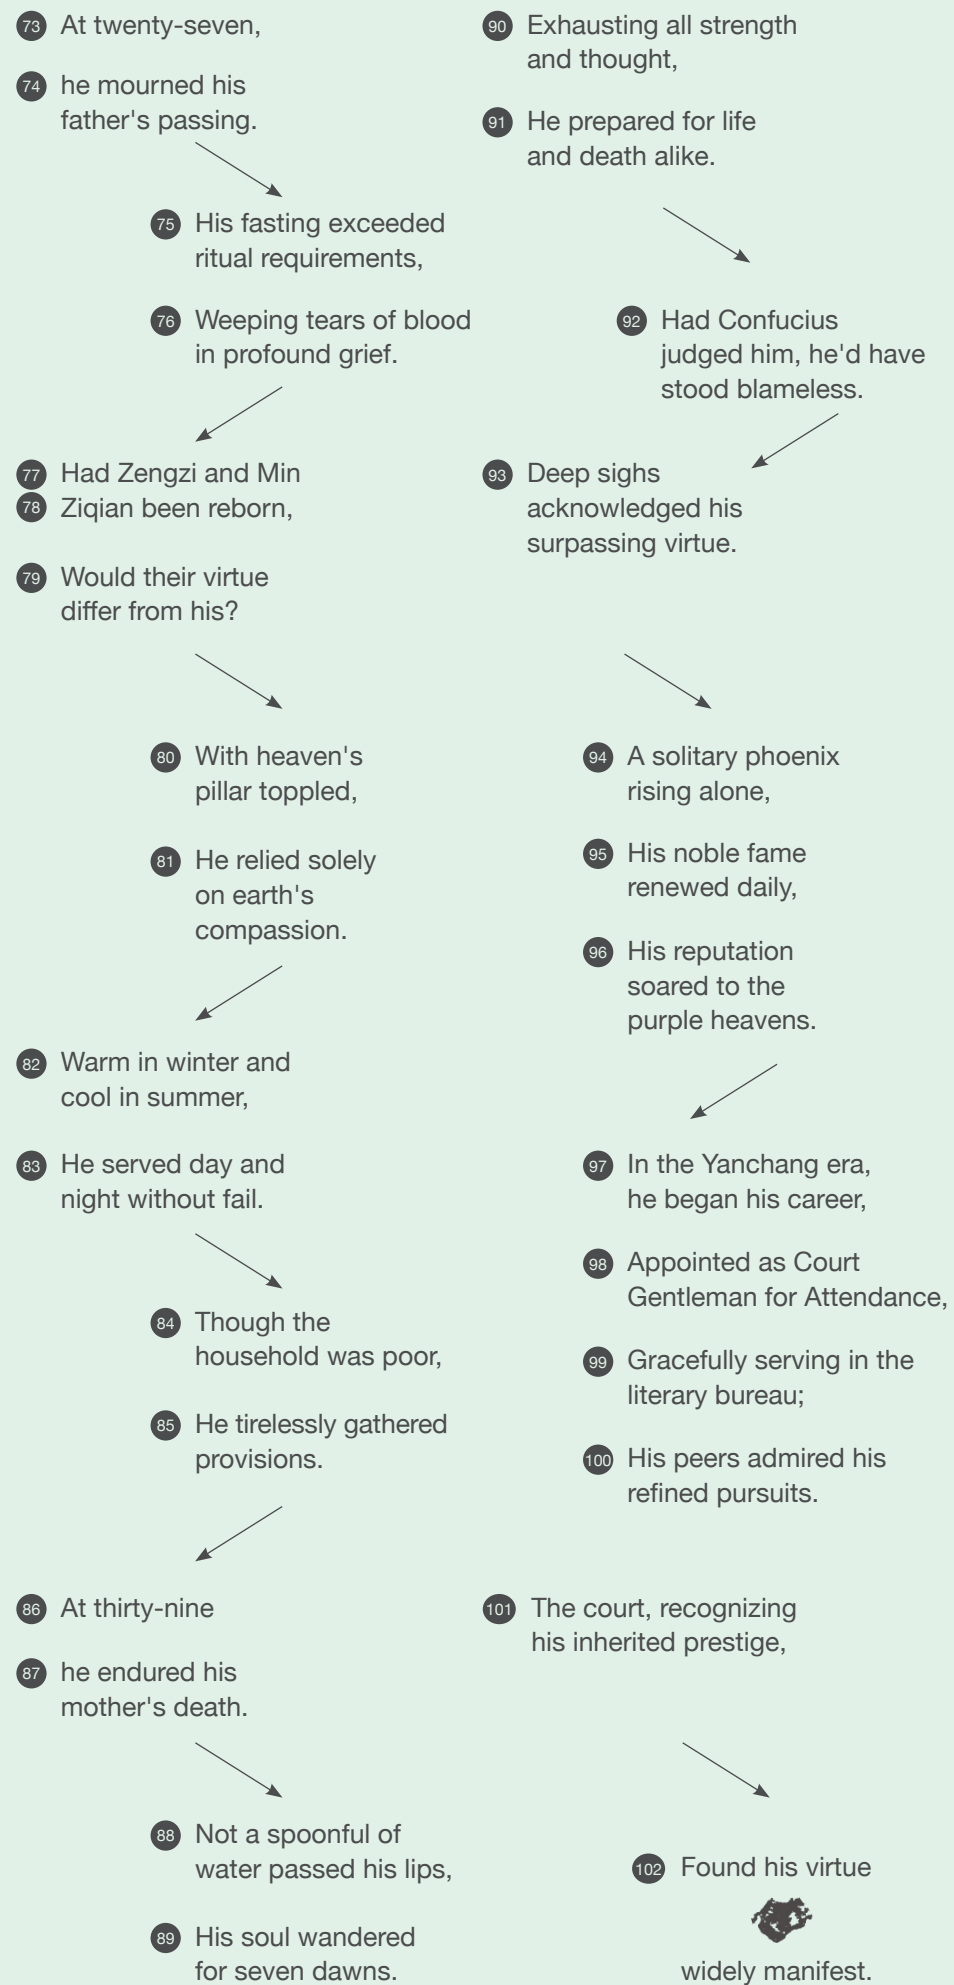 73 At twenty-seven,
74 he mourned his
father's passing.
75 His fasting exceeded
ritual requirements,
76 Weeping tears of blood
in profound grief.
77 Had Zengzi and Min
78 Ziqian been reborn,
79 Would their virtue
differ from his?
80 With heaven's
pillar toppled,
81 He relied solely
on earth's
compassion.
82 Warm in winter and
cool in summer,
83 He served day and
night without fail.
84 Though the
household was poor,
85 He tirelessly gathered
provisions.
86 At thirty-nine
87 he endured his
mother's death.
88 Not a spoonful of
water passed his lips,
89 His soul wandered
for seven dawns.
90 Exhausting all strength
and thought,
91 He prepared for life
and death alike.
92 Had Confucius
judged him, he'd have
stood blameless.
93 Deep sighs
acknowledged his
surpassing virtue.
94 A solitary phoenix
rising alone,
95 His noble fame
renewed daily,
96 His reputation
soared to the
purple heavens.
97 In the Yanchang era,
he began his career,
98 Appointed as Court
Gentleman for Attendance,
99 Gracefully serving in the
literary bureau;
100 His peers admired his
refined pursuits.
101 The court, recognizing
his inherited prestige,
102 Found his virtue
widely manifest.